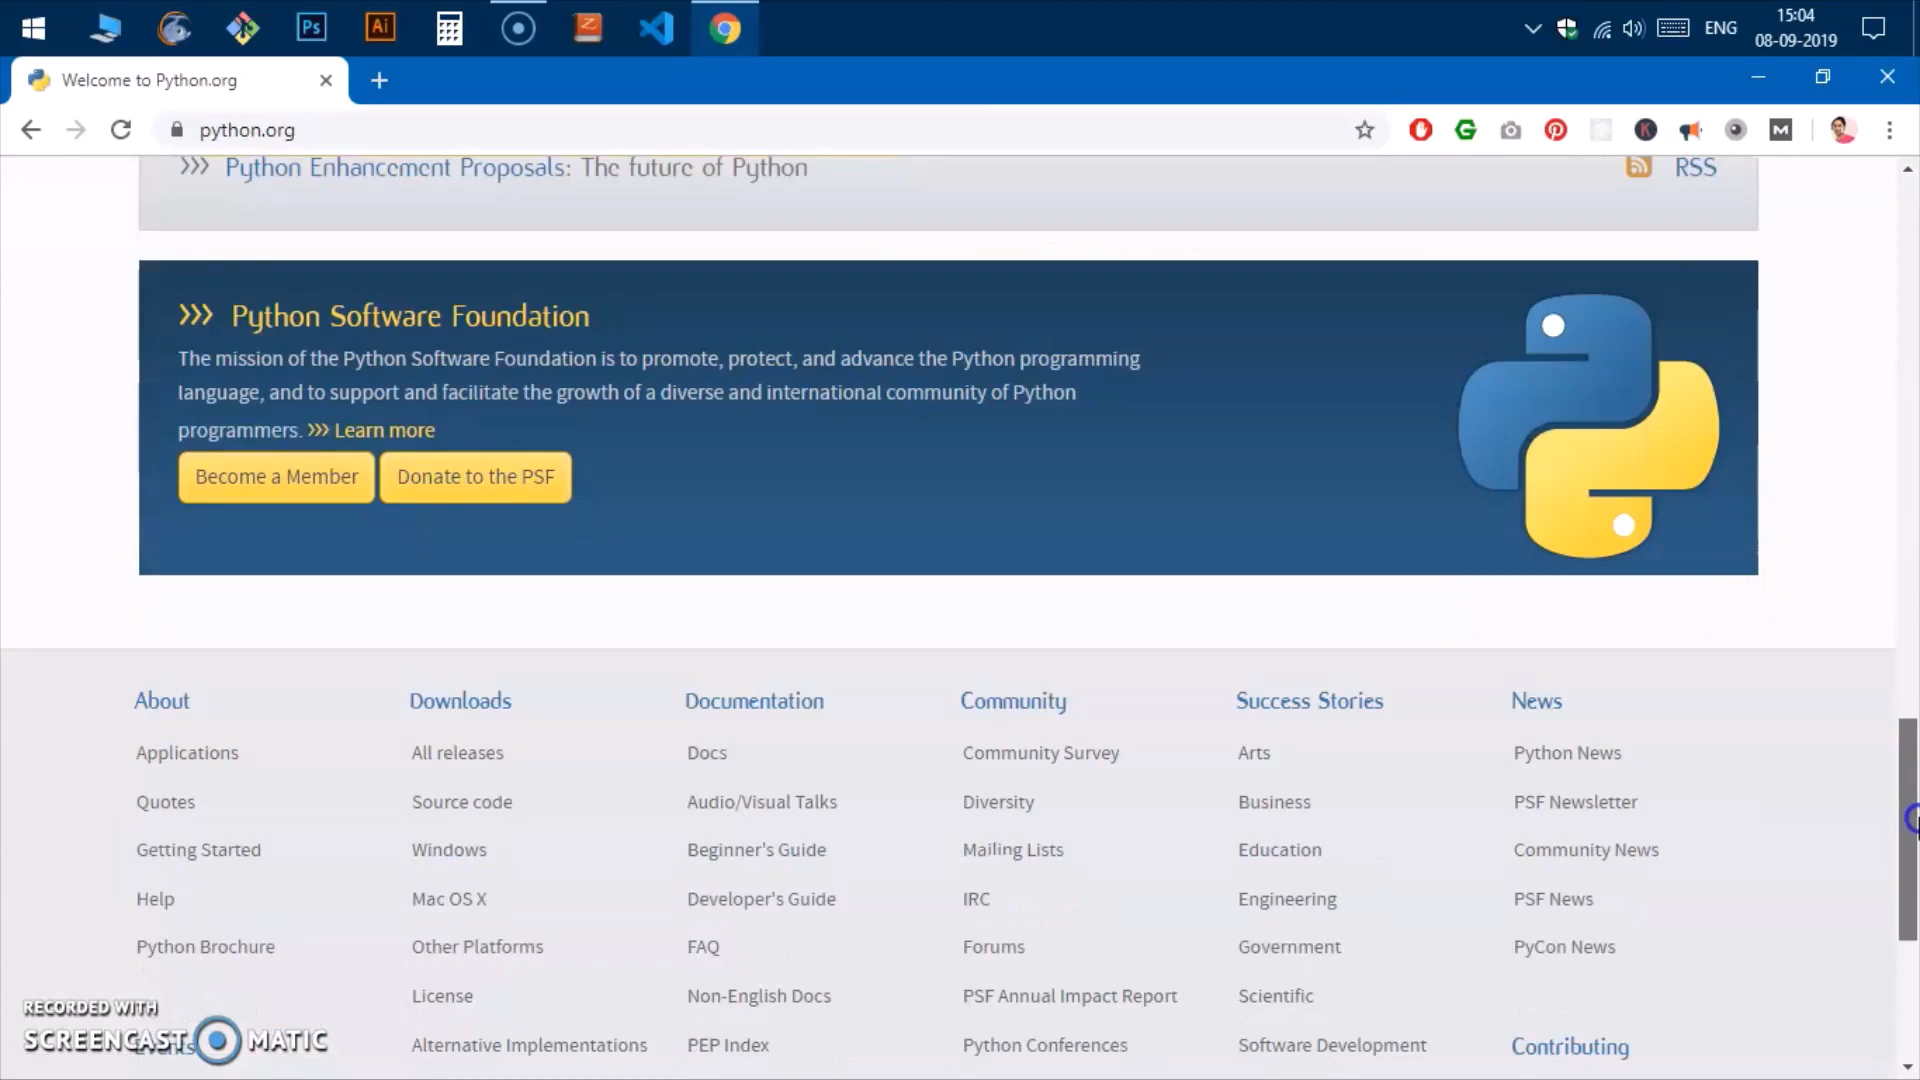 Ps
Ai
ENG
15:04
08-09-2019
Welcome to Python.org
python.org
K
M
>>> Python Enhancement Proposals: The future of Python
RSS
>>> Python Software Foundation
The mission of the Python Software Foundation is to promote, protect, and advance the Python programming
language, and to support and facilitate the growth of a diverse and international community of Python
programmers. >>> Learn more
Become a Member
Donate to the PSF
About
Downloads
Documentation
Community
Success Stories
News
Applications
All releases
Docs
Community Survey
Arts
Python News
Quotes
Source code
Audio/Visual Talks
Diversity
Business
PSF Newsletter
Getting Started
Windows
Beginner's Guide
Mailing Lists
Education
Community News
Help
Mac OS X
Developer's Guide
IRC
Engineering
PSF News
Python Brochure
Other Platforms
FAQ
Forums
Government
PyCon News
License
Non-English Docs
PSF Annual Impact Report
Scientific
RECORDED WITH
SCREENCAST MATIC
Events
Alternative Implementations
PEP Index
Python Conferences
Software Development
Contributing